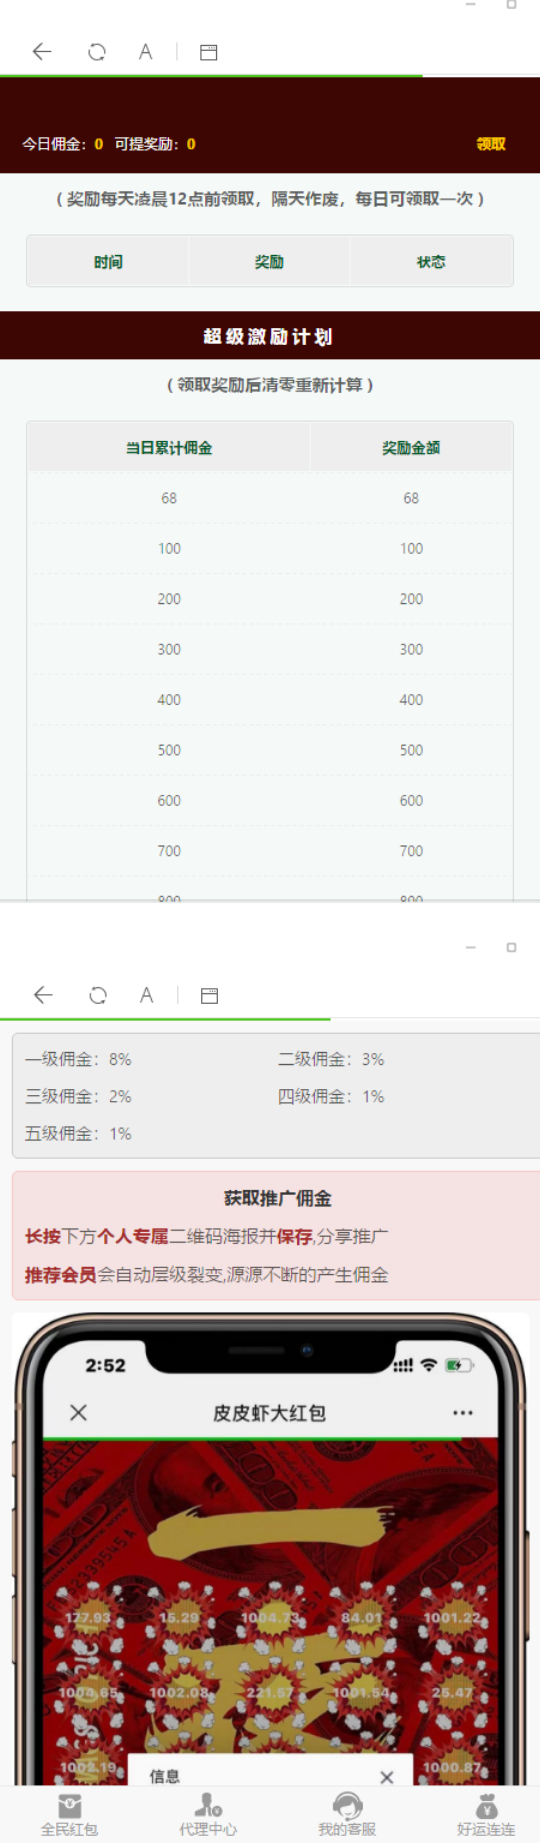 A
今日佣金：0 可提奖励：0 领取
（奖励每天凌晨12点前领取，隔天作废，每日可领取一次）
时间 奖励 状态
超级激励计划
（领取奖励后清零重新计算）
当日累计佣金 奖励金额
68 68
100 100
200 200
300 300
400 400
500 500
600 600
700 700
800 800
A
一级佣金：8% 二级佣金：3%
三级佣金：2% 四级佣金：1%
五级佣金：1%
获取推广佣金
长按下方个人专属二维码海报并保存,分享推广
推荐会员会自动层级裂变,源源不断的产生佣金
2:52
皮皮虾大红包
177.93 15.29 1004.73 84.01 1001.22
1004.65 1002.08 221.57 1001.54 25.47
1002.19 1000.87
信息
全民红包 代理中心 我的客服 好运连连